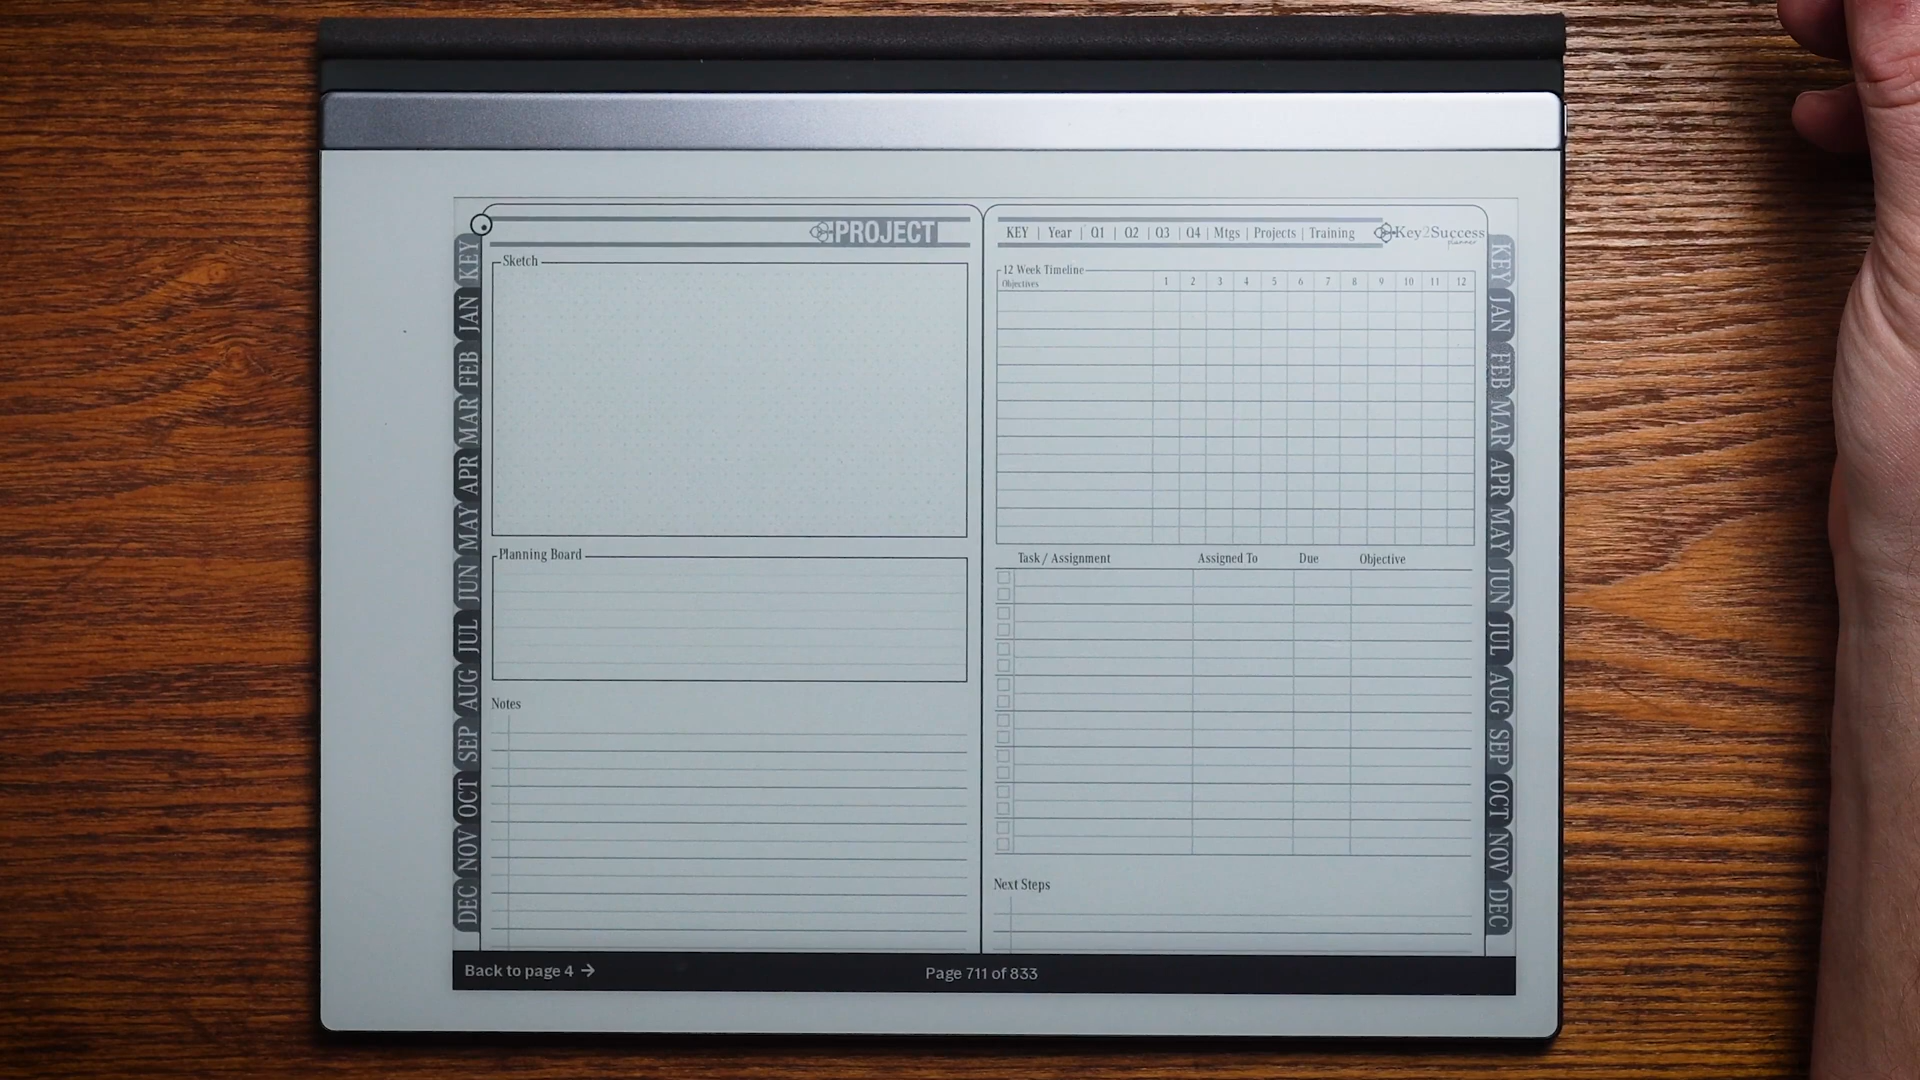 PROJECT
KEY | Year | Q1 | Q2 | Q3 | Q4 | Mtgs | Projects | Training
Key2Success
planner
KEY
JAN
FEB
MAR
APR
MAY
JUN
JUL
AUG
SEP
OCT
NOV
DEC
Sketch
Planning Board
Notes
12 Week Timeline
Objectives 1 2 3 4 5 6 7 8 9 10 11 12
Task / Assignment Assigned To Due Objective
Next Steps
KEY
JAN
FEB
MAR
APR
MAY
JUN
JUL
AUG
SEP
OCT
NOV
DEC
Back to page 4 →
Page 711 of 833